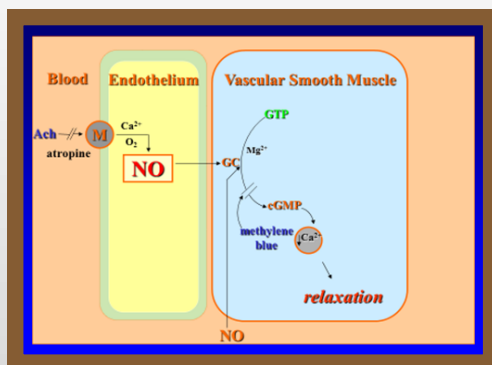 Blood
Endothelium
Vascular Smooth Muscle
GTP
Ach
M
Ca²⁺
O₂
atropine
NO
GC
Mg²⁺
cGMP
methylene
blue
Ca²⁺
relaxation
NO